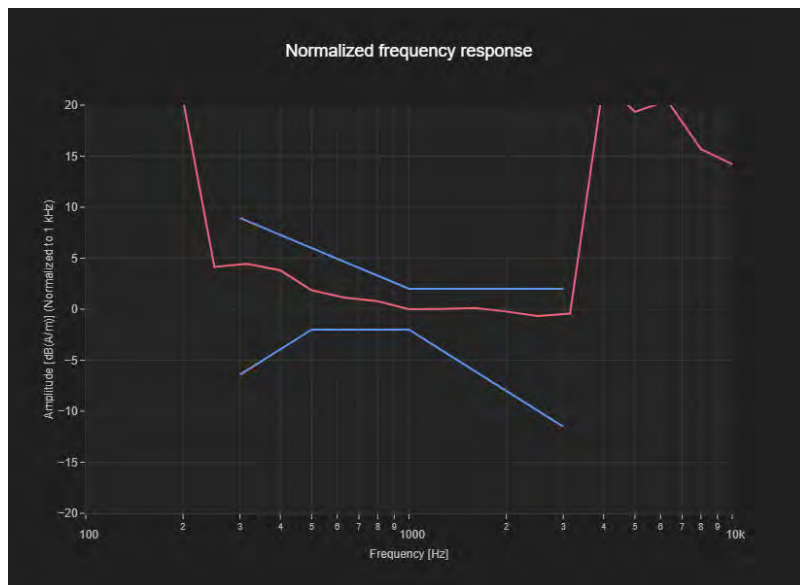 Normalized frequency response
Amplitude [dB(A/m)] (Normalized to 1 kHz)
20
15
10
5
0
−5
−10
−15
−20
100 2 3 4 5 6 7 8 9 1000 2 3 4 5 6 7 8 9 10k
Frequency [Hz]